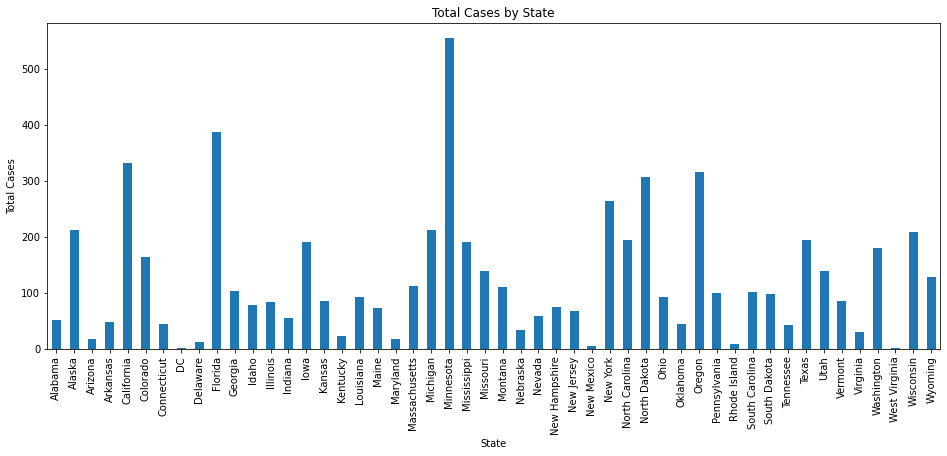 Total Cases by State
Total Cases
500
400
300
200
100
0
Alabama
Alaska
Arizona
Arkansas
California
Colorado
Connecticut
DC
Delaware
Florida
Georgia
Idaho
Illinois
Indiana
Iowa
Kansas
Kentucky
Louisiana
Maine
Maryland
Massachusetts
Michigan
Minnesota
Mississippi
Missouri
Montana
Nebraska
Nevada
New Hampshire
New Jersey
New Mexico
New York
North Carolina
North Dakota
Ohio
Oklahoma
Oregon
Pennsylvania
Rhode Island
South Carolina
South Dakota
Tennessee
Texas
Utah
Vermont
Virginia
Washington
West Virginia
Wisconsin
Wyoming
State